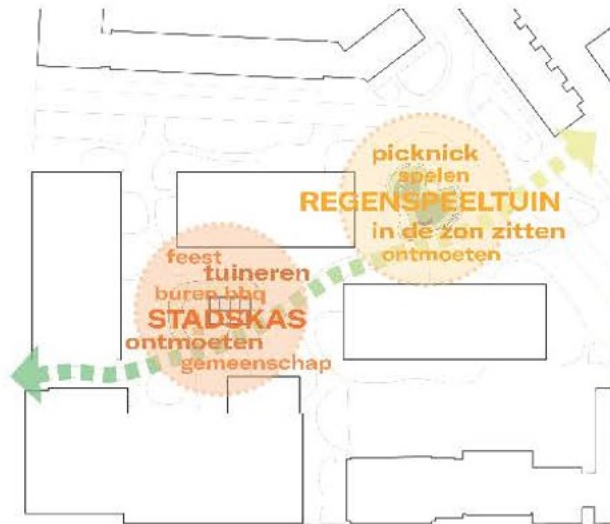 picknick
spelen
REGENSPEELTUIN
in de zon zitten
ontmoeten
feest
tuineren
buren bbq
STADSKAS
ontmoeten
gemeenschap